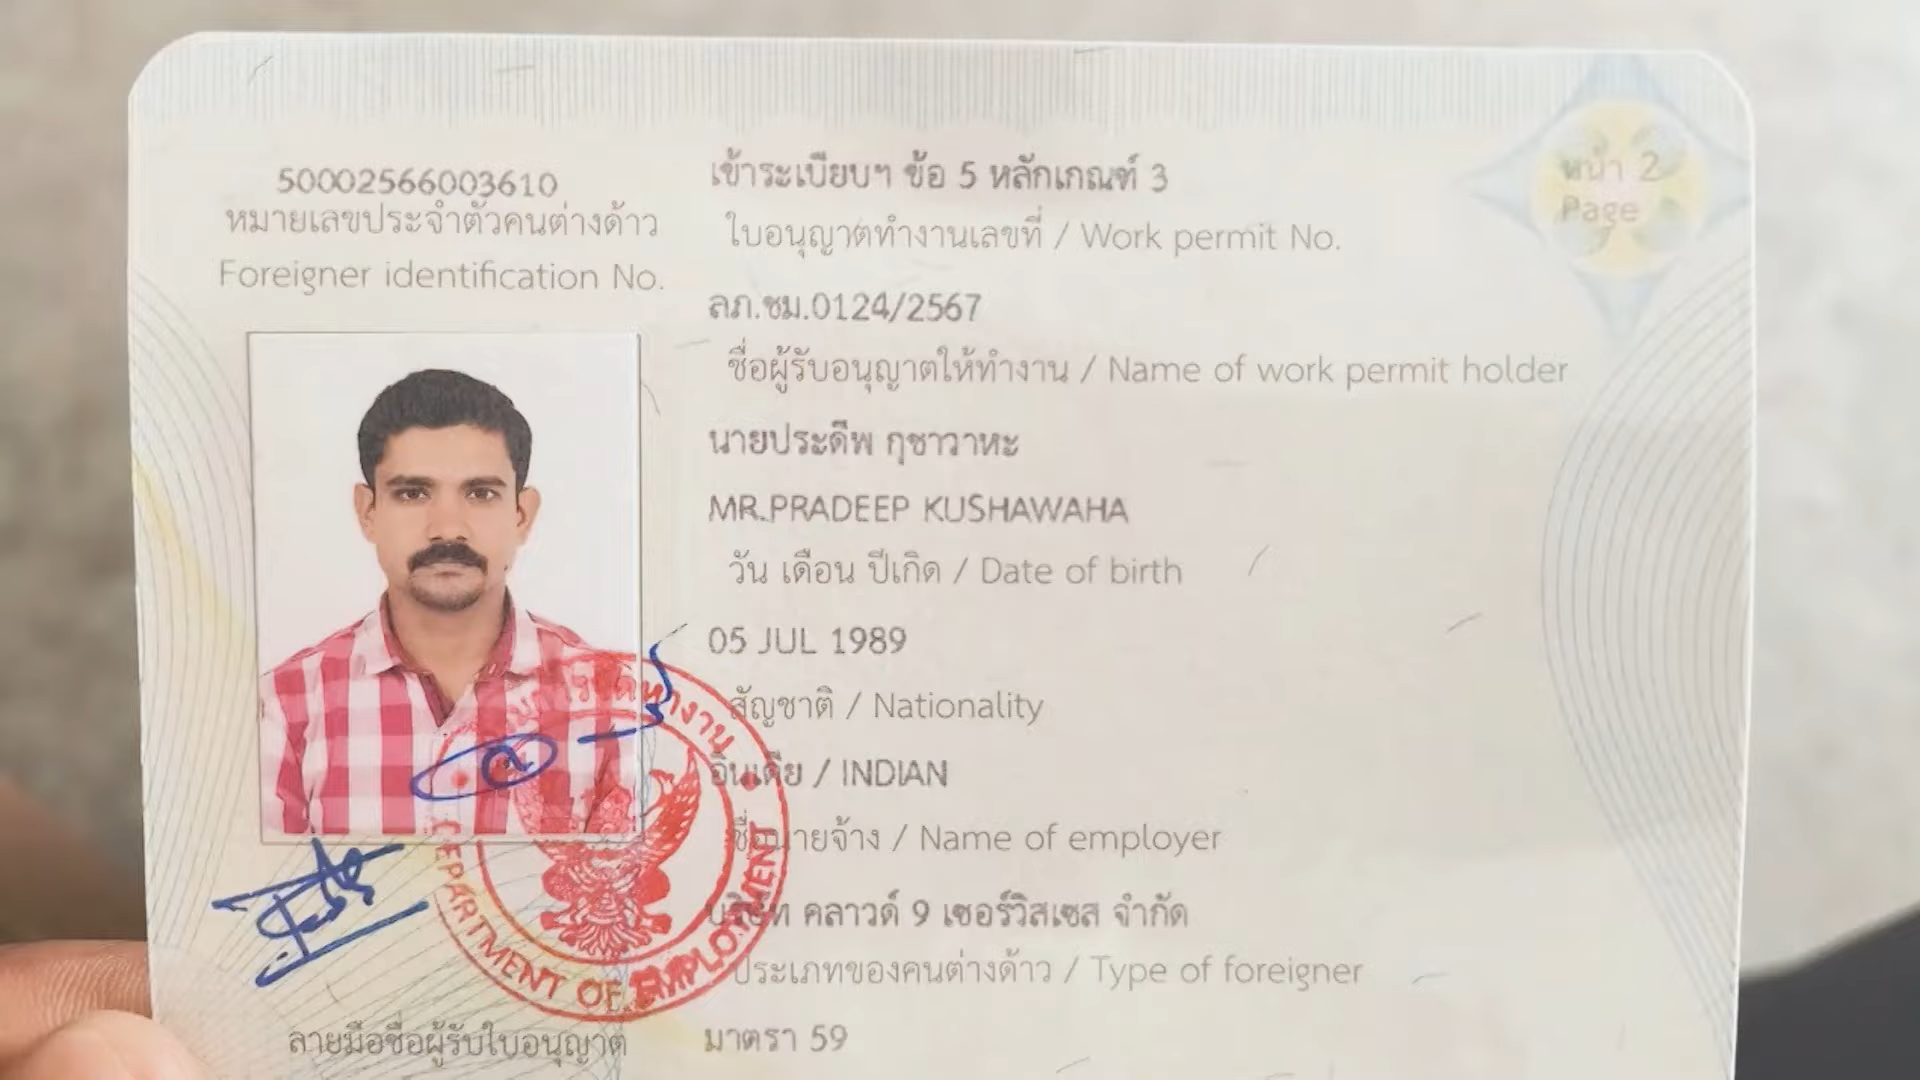 50002566003610
หมายเลขประจำตัวคนต่างด้าว
Foreigner identification No.
เข้าระเบียบฯ ข้อ 5 หลักเกณฑ์ 3
ใบอนุญาตทำงานเลขที่ / Work permit No.
หน้า 2
Page
ลภ.ชม.0124/2567
ชื่อผู้รับอนุญาตให้ทำงาน / Name of work permit holder
นายประดีพ กุชาวาหะ
MR.PRADEEP KUSHAWAHA
วัน เดือน ปีเกิด / Date of birth
05 JUL 1989
สัญชาติ / Nationality
อินเดีย / INDIAN
ชื่อนายจ้าง / Name of employer
บริษัท คลาวด์ 9 เซอร์วิสเซส จำกัด
ประเภทของคนต่างด้าว / Type of foreigner
มาตรา 59
ลายมือชื่อผู้รับใบอนุญาต
DEPARTMENT OF EMPLOYMENT